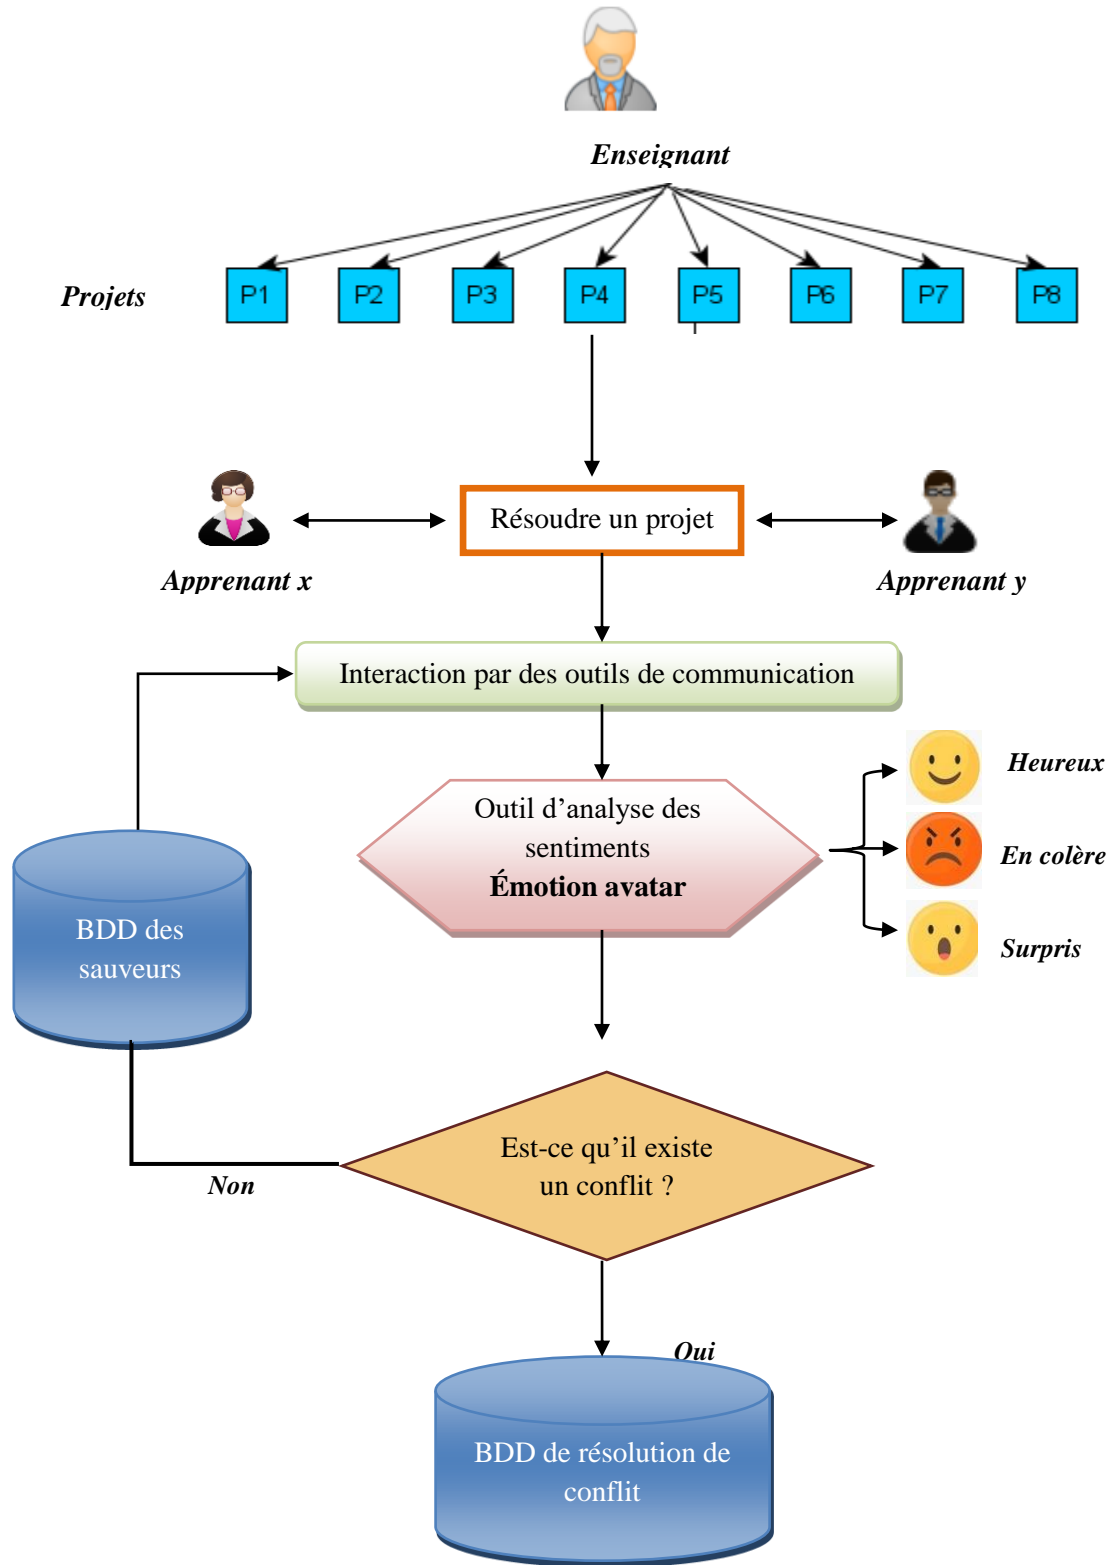 Enseignant
Projets
P1 P2 P3 P4 P5 P6 P7 P8
Résoudre un projet
Apprenant x
Apprenant y
Interaction par des outils de communication
Outil d’analyse des
sentiments
Émotion avatar
Heureux
En colère
Surpris
BDD des
sauveurs
Est-ce qu’il existe
un conflit ?
Non
Oui
BDD de résolution de
conflit